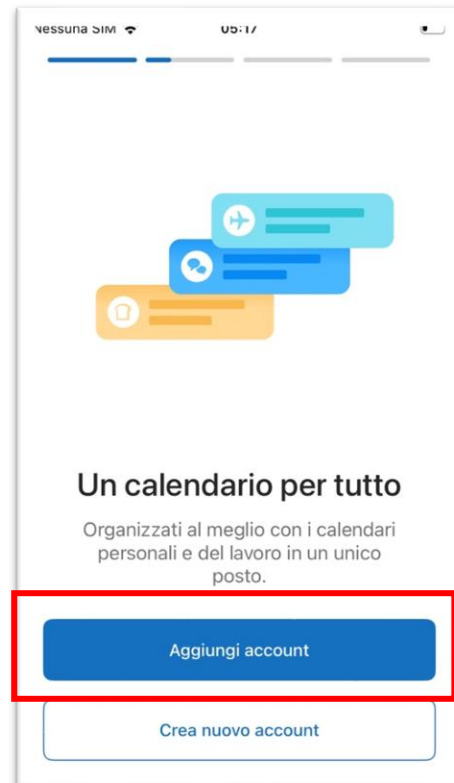 Nessuna SIM 05:17
Un calendario per tutto
Organizzati al meglio con i calendari
personali e del lavoro in un unico
posto.
Aggiungi account
Crea nuovo account